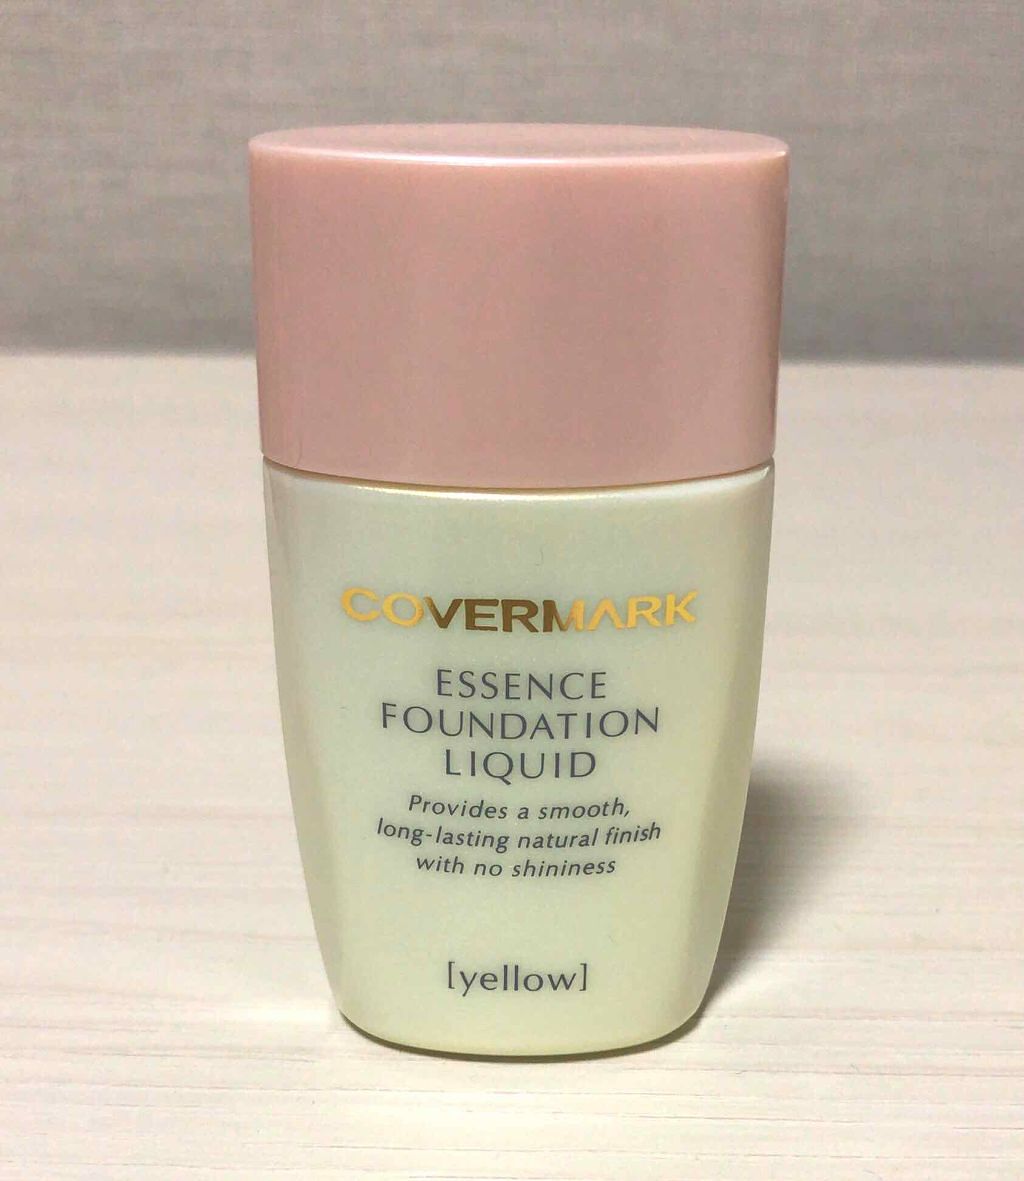 COVERMARK
ESSENCE
FOUNDATION
LIQUID
Provides a smooth,
long-lasting natural finish
with no shininess
[yellow]